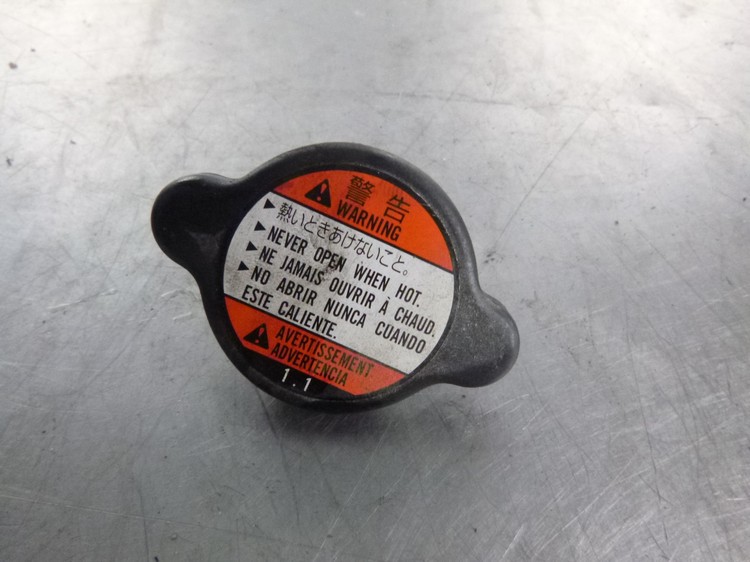 警告
WARNING
▶熱いときあけないこと。
▶NEVER OPEN WHEN HOT.
▶NE JAMAIS OUVRIR À CHAUD.
▶NO ABRIR NUNCA CUANDO
ESTE CALIENTE.
AVERTISSEMENT
ADVERTENCIA
1.1